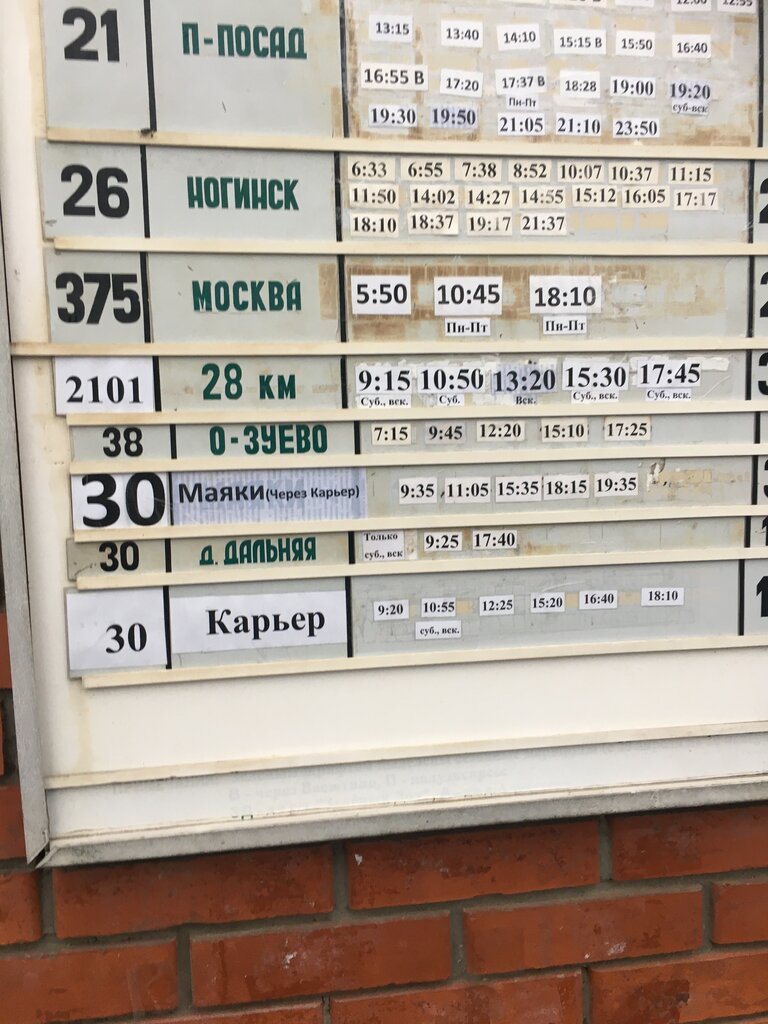 12:00 12:55
21 П-ПОСАД 13:15 13:40 14:10 15:15 В 15:50 16:40
16:55 В 17:20 17:37 В 18:28 19:00 19:20
Пн-Пт суб-вск
19:30 19:50 21:05 21:10 23:50
26 НОГИНСК 6:33 6:55 7:38 8:52 10:07 10:37 11:15
11:50 14:02 14:27 14:55 15:12 16:05 17:17
18:10 18:37 19:17 21:37
375 МОСКВА 5:50 10:45 18:10
Пн-Пт Пн-Пт
2101 28 км 9:15 10:50 13:20 15:30 17:45
Суб., вск. Суб. Вск. Суб., вск. Суб., вск.
38 О-ЗУЕВО 7:15 9:45 12:20 15:10 17:25
30 Маяки(Через Карьер) 9:35 11:05 15:35 18:15 19:35
30 д. ДАЛЬНЯЯ Только суб., вск 9:25 17:40
30 Карьер 9:20 10:55 12:25 15:20 16:40 18:10
суб., вск.